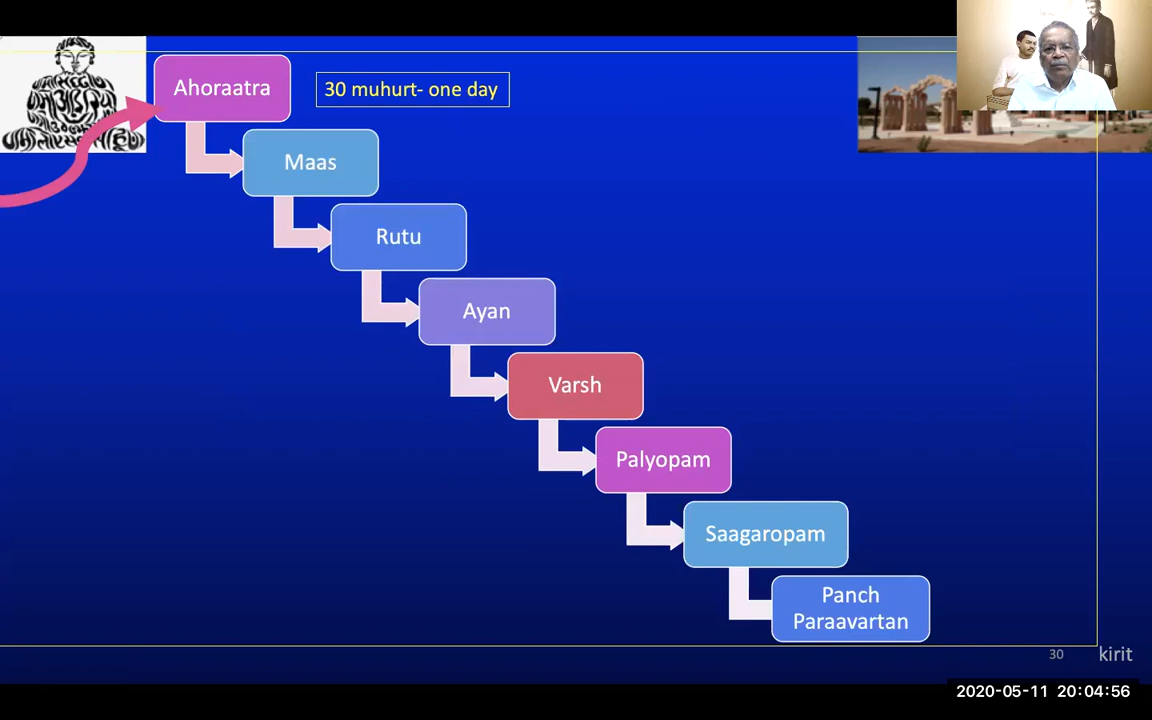 Ahoraatra
30 muhurt- one day
Maas
Rutu
Ayan
Varsh
Palyopam
Saagaropam
Panch
Paraavartan
30
kirit
2020-05-11 20:04:56